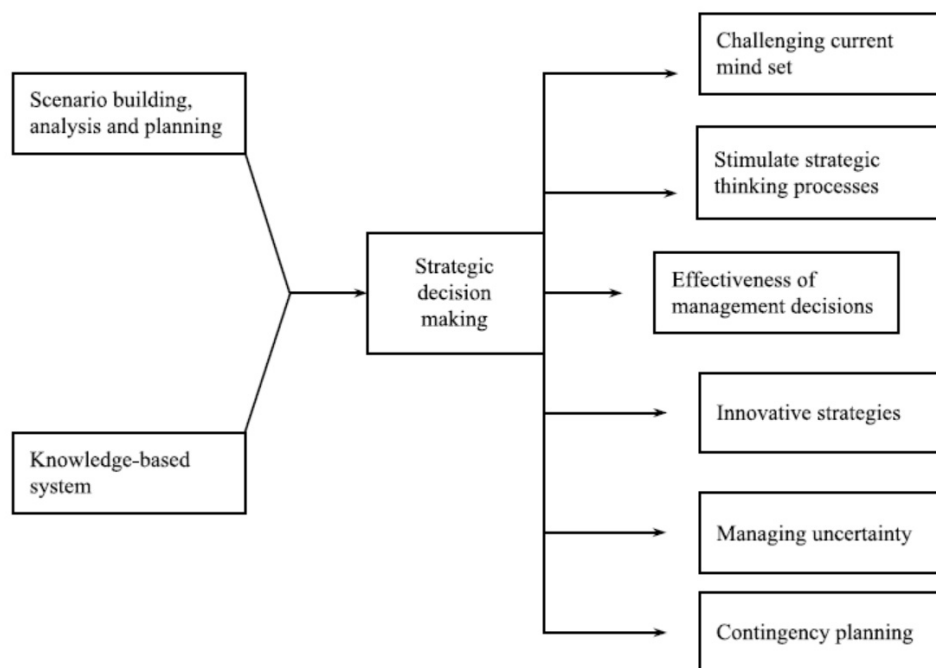 Scenario building,
analysis and planning
Knowledge-based
system
Strategic
decision
making
Challenging current
mind set
Stimulate strategic
thinking processes
Effectiveness of
management decisions
Innovative strategies
Managing uncertainty
Contingency planning